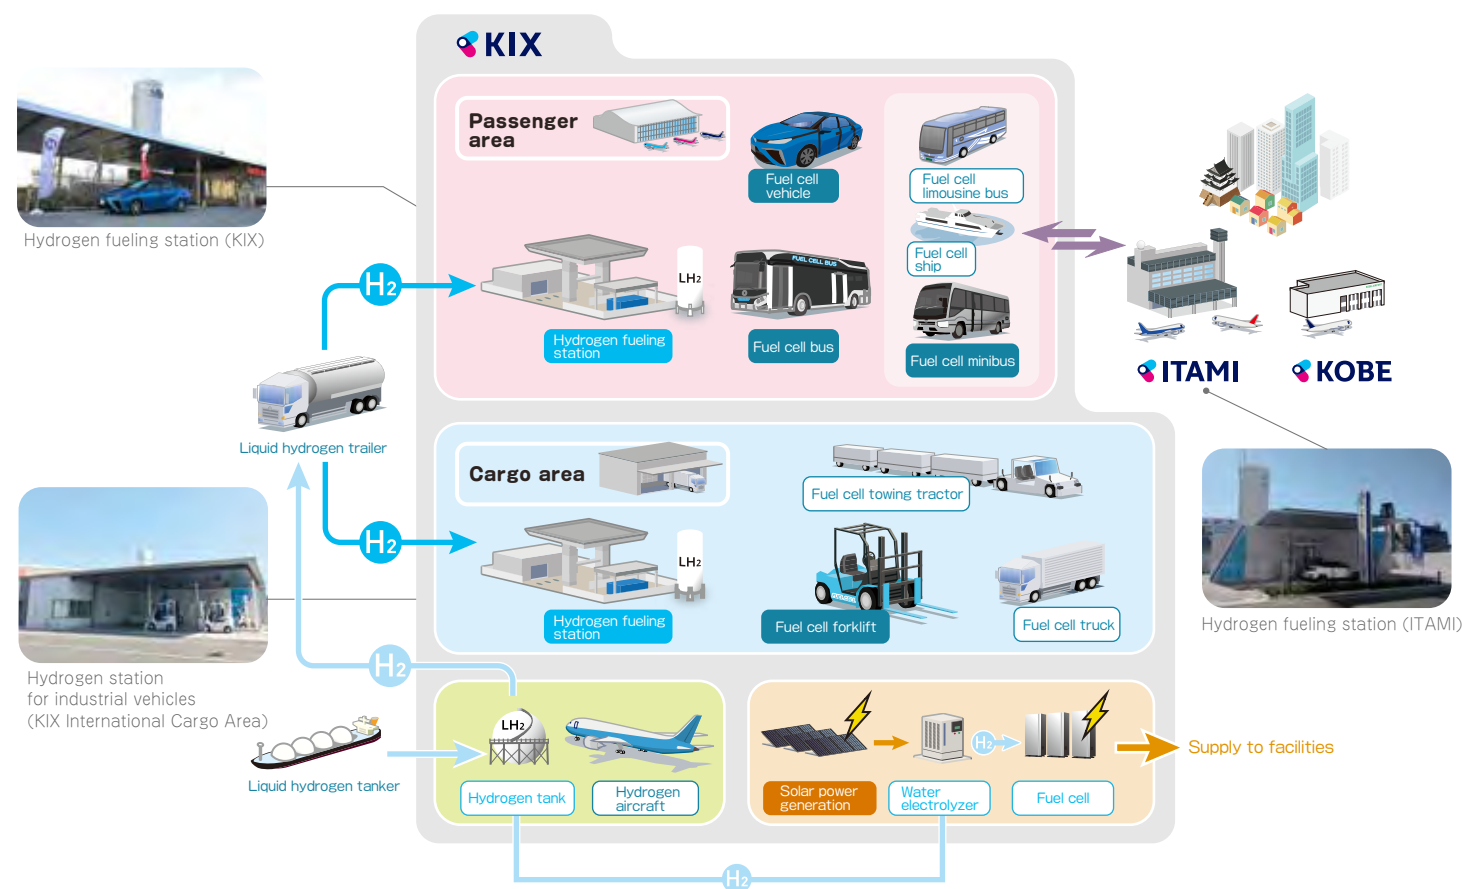 KIX
Passenger
area
Fuel cell
vehicle
Fuel cell
limousine bus
Hydrogen fueling station (KIX)
Fuel cell
ship
H2
LH2
FUEL CELL BUS
Hydrogen fueling
station
Fuel cell bus
Fuel cell minibus
ITAMI
KOBE
Liquid hydrogen trailer
Cargo area
Fuel cell towing tractor
H2
LH2
Hydrogen fueling
station
Fuel cell forklift
Fuel cell truck
Hydrogen fueling station (ITAMI)
H2
Hydrogen station
for industrial vehicles
(KIX International Cargo Area)
LH2
H2
Supply to facilities
Liquid hydrogen tanker
Hydrogen tank
Hydrogen
aircraft
Solar power
generation
Water
electrolyzer
Fuel cell
H2